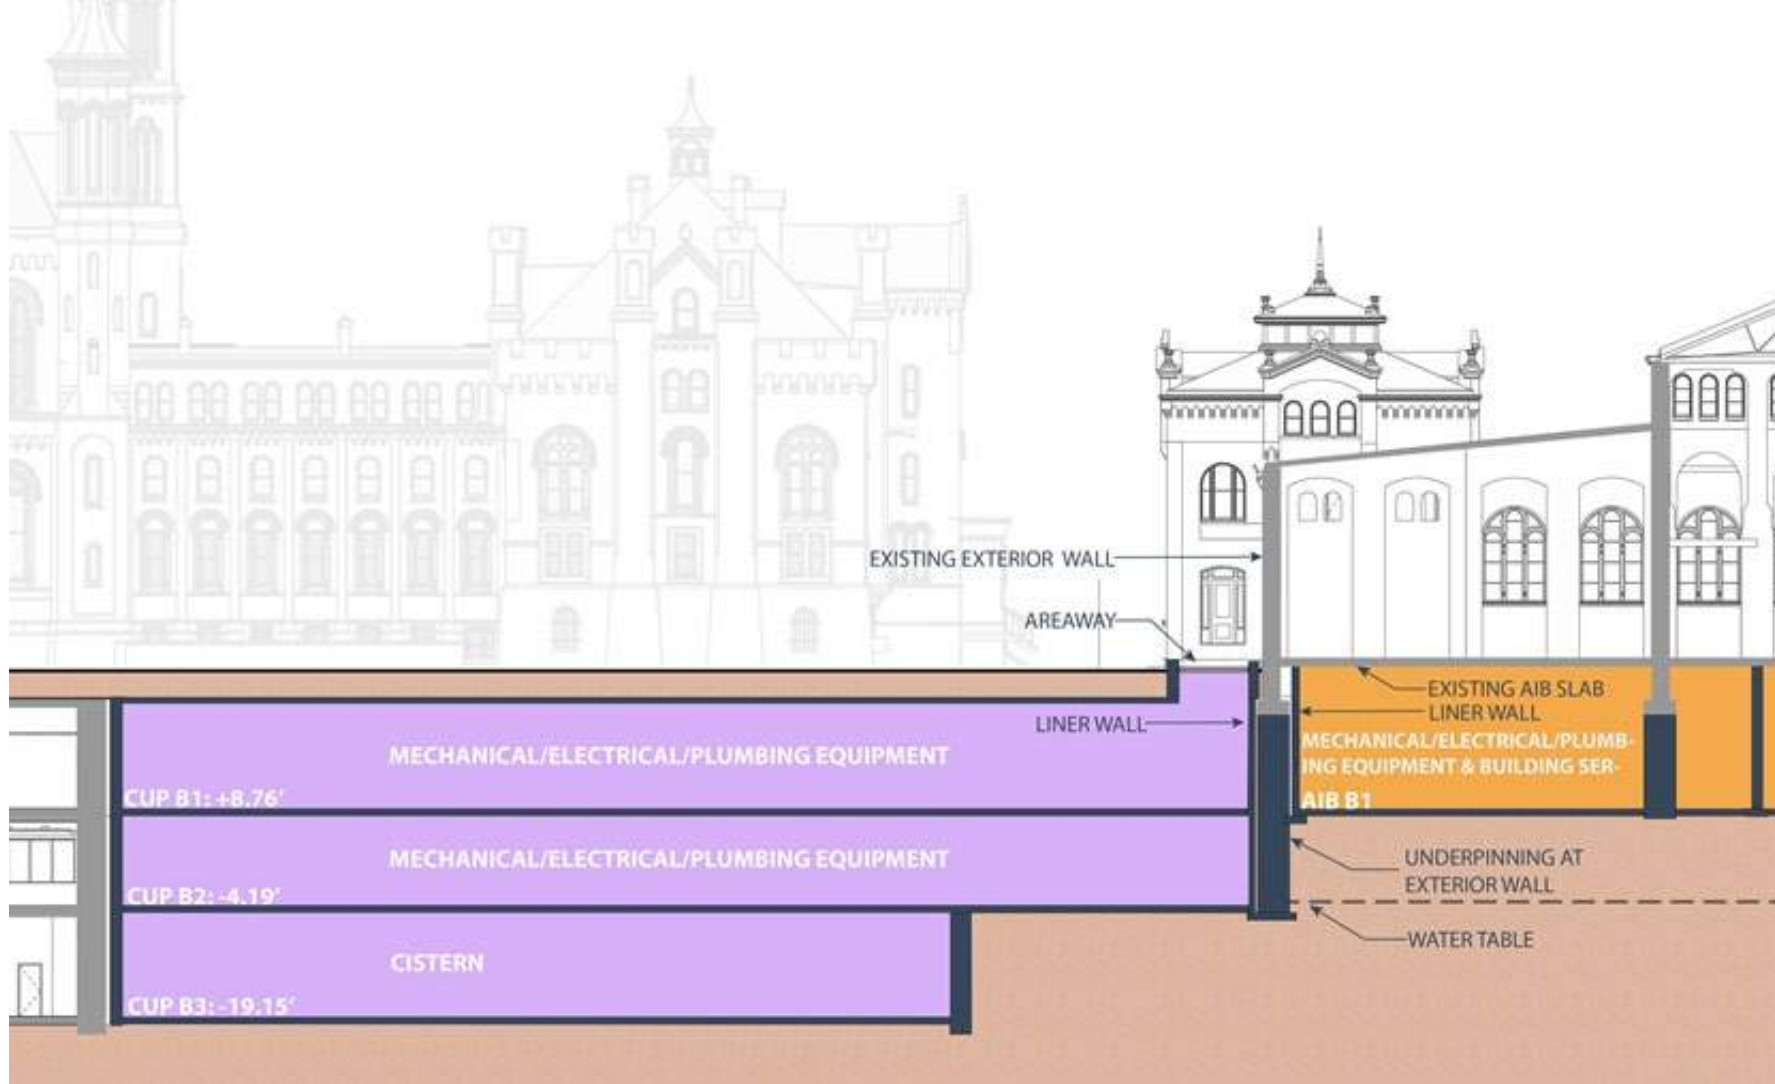 EXISTING EXTERIOR WALL
AREAWAY
EXISTING AIB SLAB
LINER WALL
LINER WALL
MECHANICAL/ELECTRICAL/PLUMBING EQUIPMENT
CUP B1: +8.76'
MECHANICAL/ELECTRICAL/PLUMB-
ING EQUIPMENT & BUILDING SER-
AIB B1
MECHANICAL/ELECTRICAL/PLUMBING EQUIPMENT
CUP B2: -4.19'
UNDERPINNING AT
EXTERIOR WALL
WATER TABLE
CISTERN
CUP B3: -19.15'